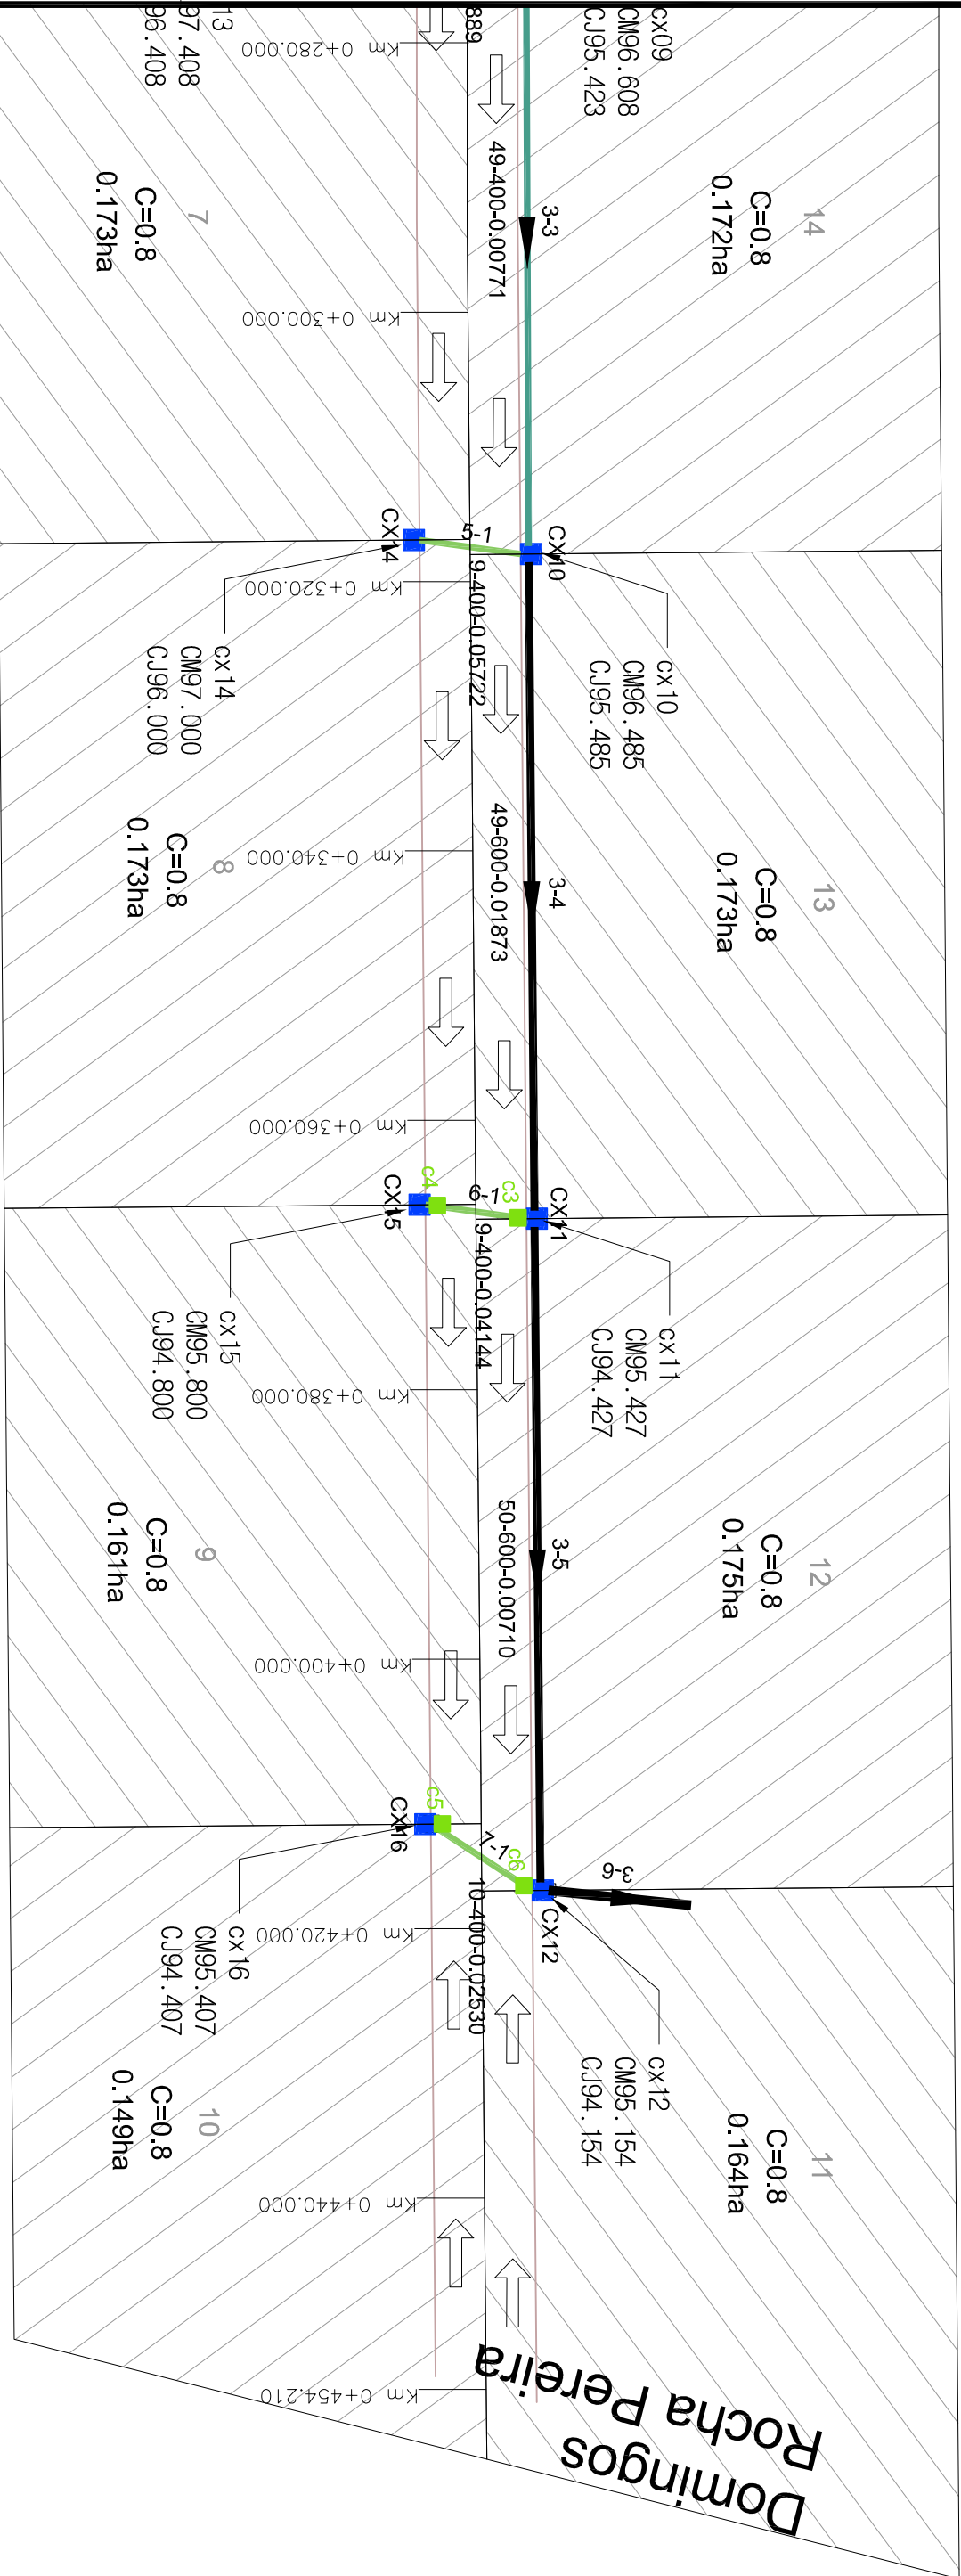 cx09
CM96.608
CJ95.423
13
97.408
96.408
889
Km 0+280.000
49-400-0.00771
3-3
14
C=0.8
0.172ha
7
C=0.8
0.173ha
Km 0+300.000
CX14
5-1
CX10
Km 0+320.000
9-400-0.05722
cx14
CM97.000
CJ96.000
cx10
CM96.485
CJ95.485
49-600-0.01873
3-4
13
C=0.8
0.173ha
8
C=0.8
0.173ha
Km 0+340.000
Km 0+360.000
CX15
c4
6-1
c3
CX11
9-400-0.04144
cx15
CM95.800
CJ94.800
cx11
CM95.427
CJ94.427
Km 0+380.000
50-600-0.00710
3-5
12
C=0.8
0.175ha
9
C=0.8
0.161ha
Km 0+400.000
CX16
c5
7-1
c6
CX12
3-6
10-400-0.02530
Km 0+420.000
cx16
CM95.407
CJ94.407
cx12
CM95.154
CJ94.154
11
C=0.8
0.164ha
10
C=0.8
0.149ha
Km 0+440.000
Km 0+454.210
Domingos
Rocha Pereira